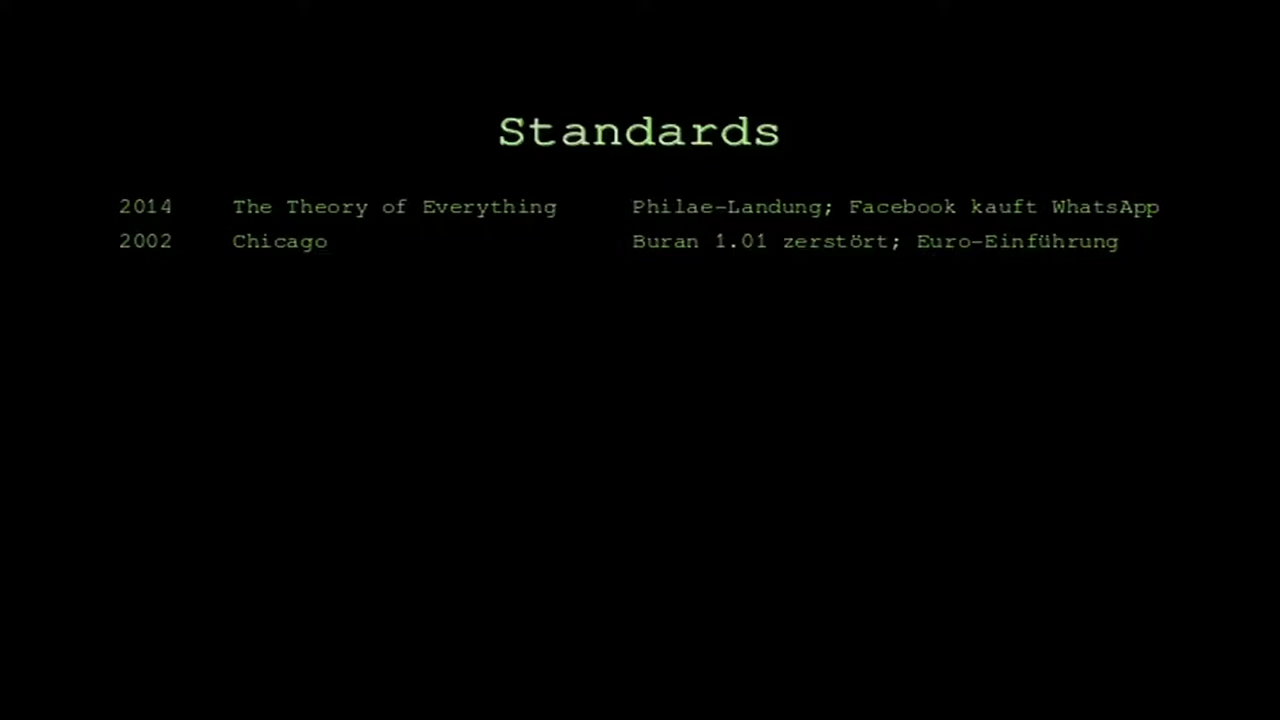 Standards
2014 The Theory of Everything Philae-Landung; Facebook kauft WhatsApp
2002 Chicago Buran 1.01 zerstört; Euro-Einführung